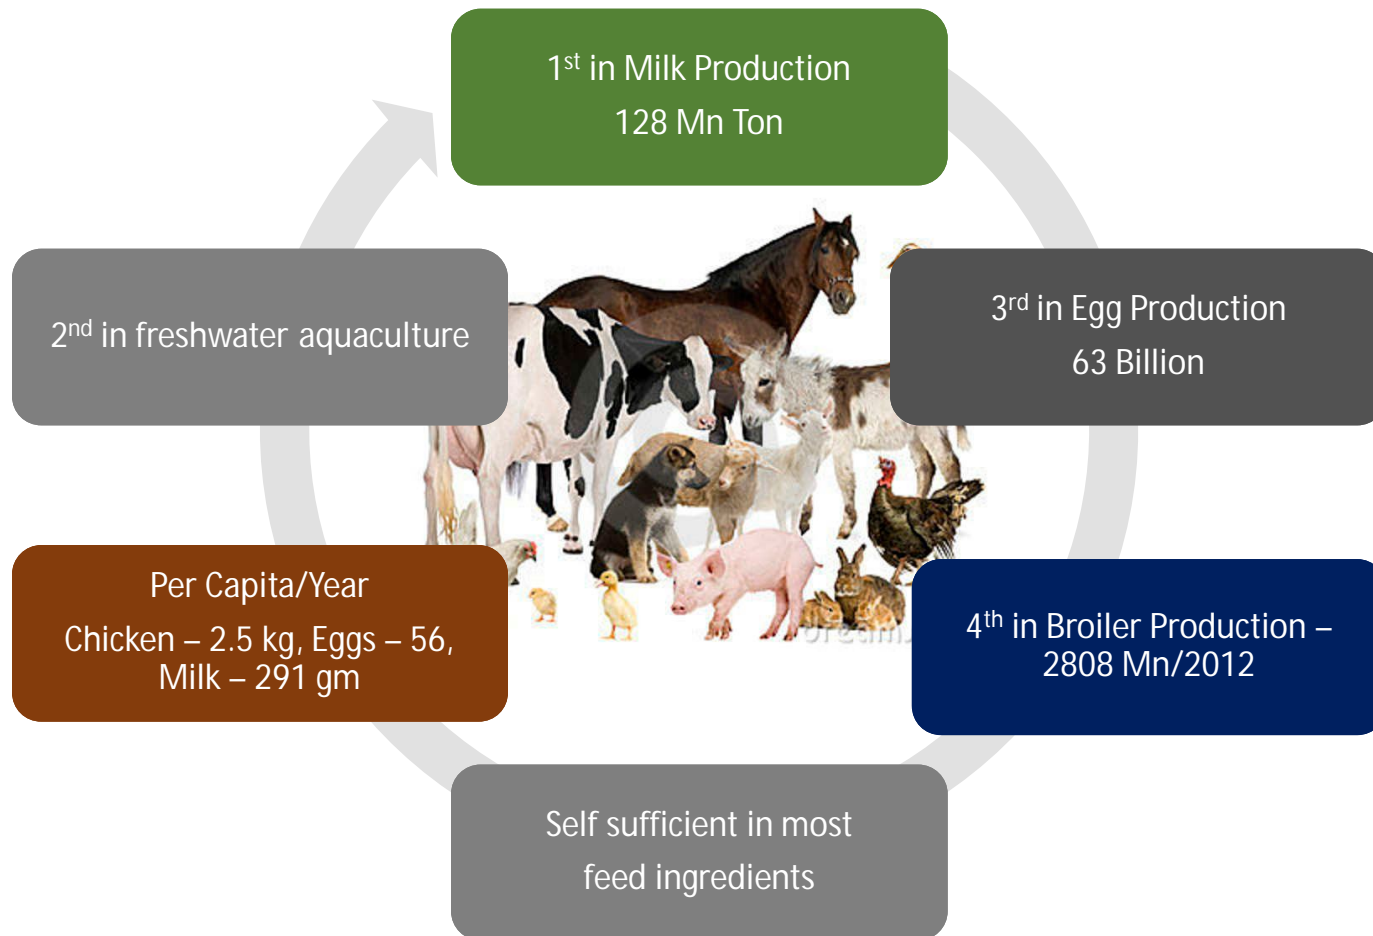 1st in Milk Production
128 Mn Ton
3rd in Egg Production
63 Billion
4th in Broiler Production –
2808 Mn/2012
Self sufficient in most
feed ingredients
Per Capita/Year
Chicken – 2.5 kg, Eggs – 56,
Milk – 291 gm
2nd in freshwater aquaculture